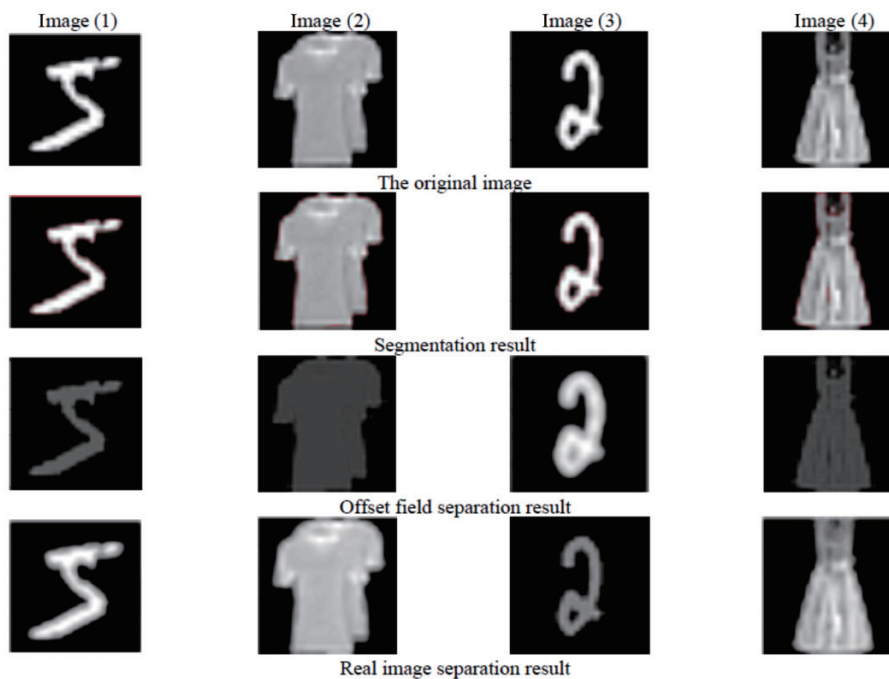 Image (1) Image (2) Image (3) Image (4)
The original image
Segmentation result
Offset field separation result
Real image separation result